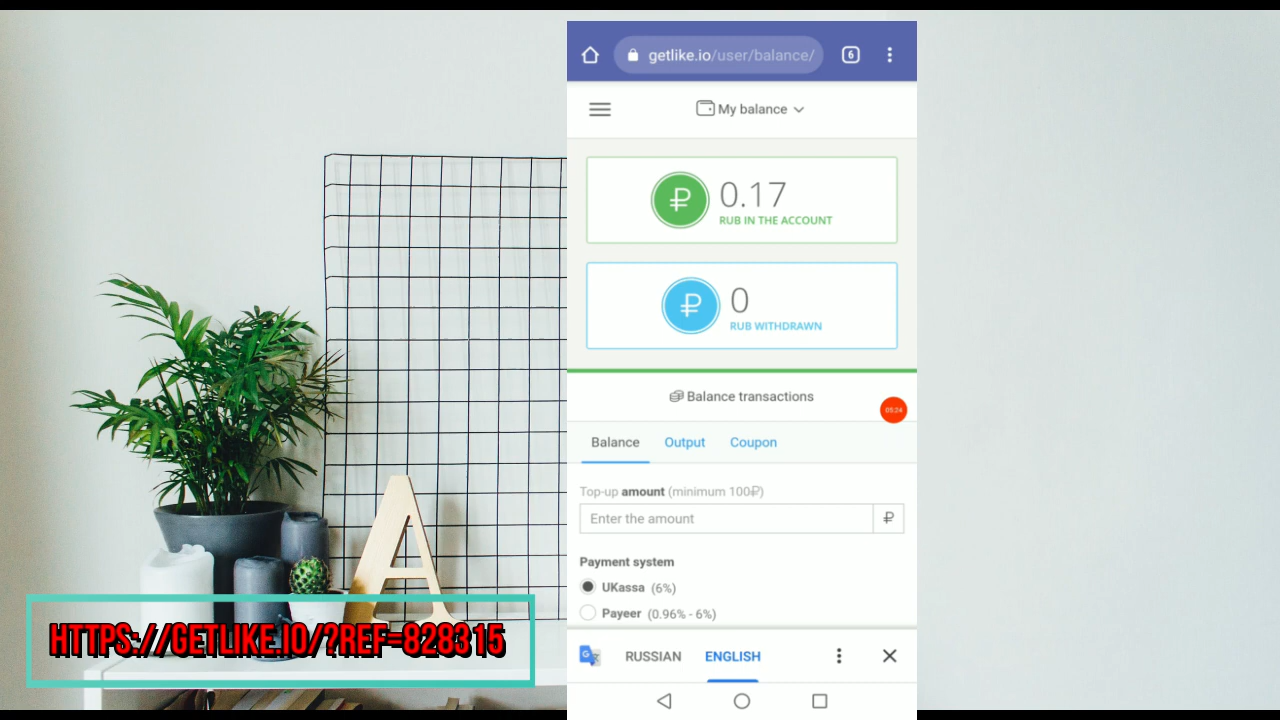 getlike.io/user/balance/
6
My balance
0.17
RUB IN THE ACCOUNT
0
RUB WITHDRAWN
Balance transactions
05:24
Balance Output Coupon
Top-up amount (minimum 100₽)
Enter the amount ₽
Payment system
UKassa (6%)
Payeer (0.96% - 6%)
RUSSIAN ENGLISH
HTTPS://GETLIKE.IO/?REF=828315